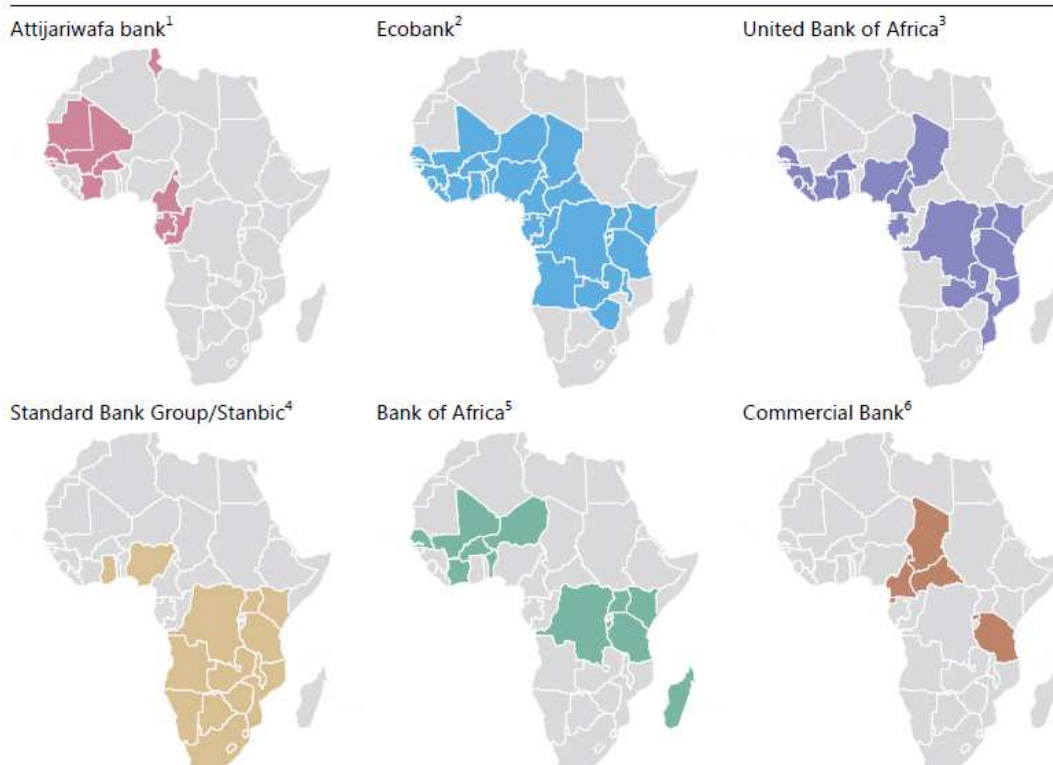 Attijariwafa bank¹
Ecobank²
United Bank of Africa³
Standard Bank Group/Stanbic⁴
Bank of Africa⁵
Commercial Bank⁶